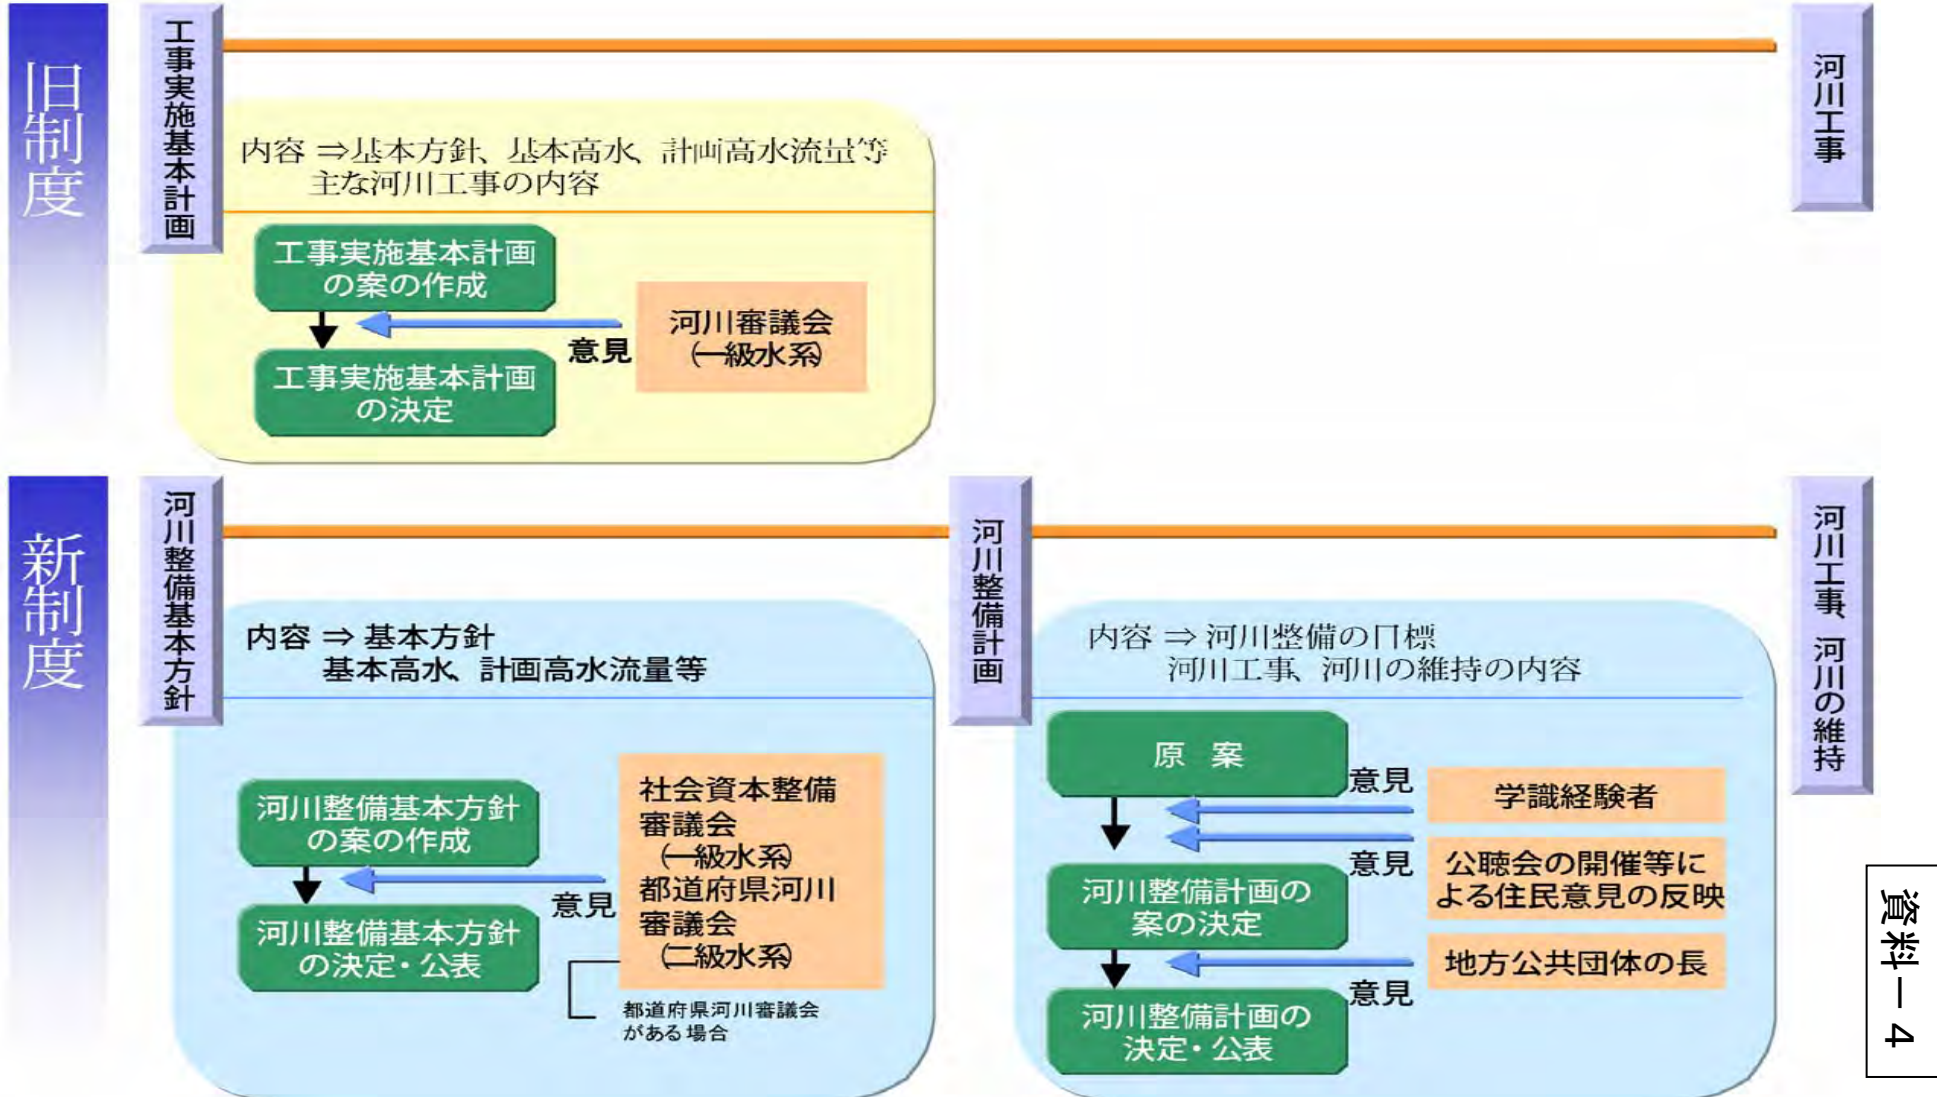 旧制度
工事実施基本計画
河川工事
内容 ⇒基本方針、基本高水、計画高水流量等
主な河川工事の内容
工事実施基本計画
の案の作成
意見
河川審議会
(一級水系)
工事実施基本計画
の決定
新制度
河川整備基本方針
河川整備計画
河川工事、河川の維持
内容 ⇒ 基本方針
基本高水、計画高水流量等
河川整備基本方針
の案の作成
意見
社会資本整備
審議会
(一級水系)
都道府県河川
審議会
(二級水系)
都道府県河川審議会
がある場合
河川整備基本方針
の決定・公表
内容 ⇒ 河川整備の目標
河川工事、河川の維持の内容
原 案
意見
学識経験者
意見
公聴会の開催等に
よる住民意見の反映
河川整備計画の
案の決定
意見
地方公共団体の長
河川整備計画の
決定・公表
資料－4